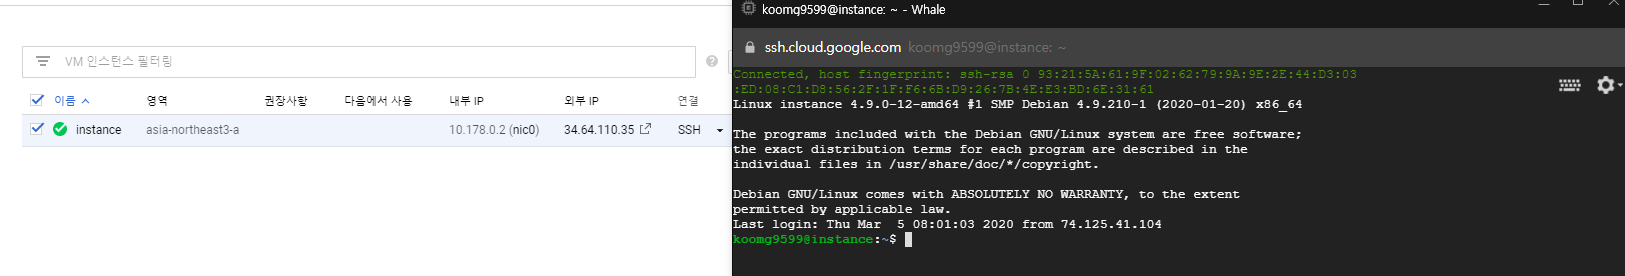 VM 인스턴스 필터링
이름 영역 권장사항 다음에서 사용 내부 IP 외부 IP 연결
instance asia-northeast3-a 10.178.0.2 (nic0) 34.64.110.35 SSH
koomg9599@instance: ~ - Whale
ssh.cloud.google.com koomg9599@instance: ~
Connected, host fingerprint: ssh-rsa 0 93:21:5A:61:9F:02:62:79:9A:9E:2E:44:D3:03
:ED:08:C1:D8:56:2F:1F:F6:6B:D9:26:7B:4E:E3:BD:6E:31:61
Linux instance 4.9.0-12-amd64 #1 SMP Debian 4.9.210-1 (2020-01-20) x86_64
The programs included with the Debian GNU/Linux system are free software;
the exact distribution terms for each program are described in the
individual files in /usr/share/doc/*/copyright.
Debian GNU/Linux comes with ABSOLUTELY NO WARRANTY, to the extent
permitted by applicable law.
Last login: Thu Mar  5 08:01:03 2020 from 74.125.41.104
koomg9599@instance:~$